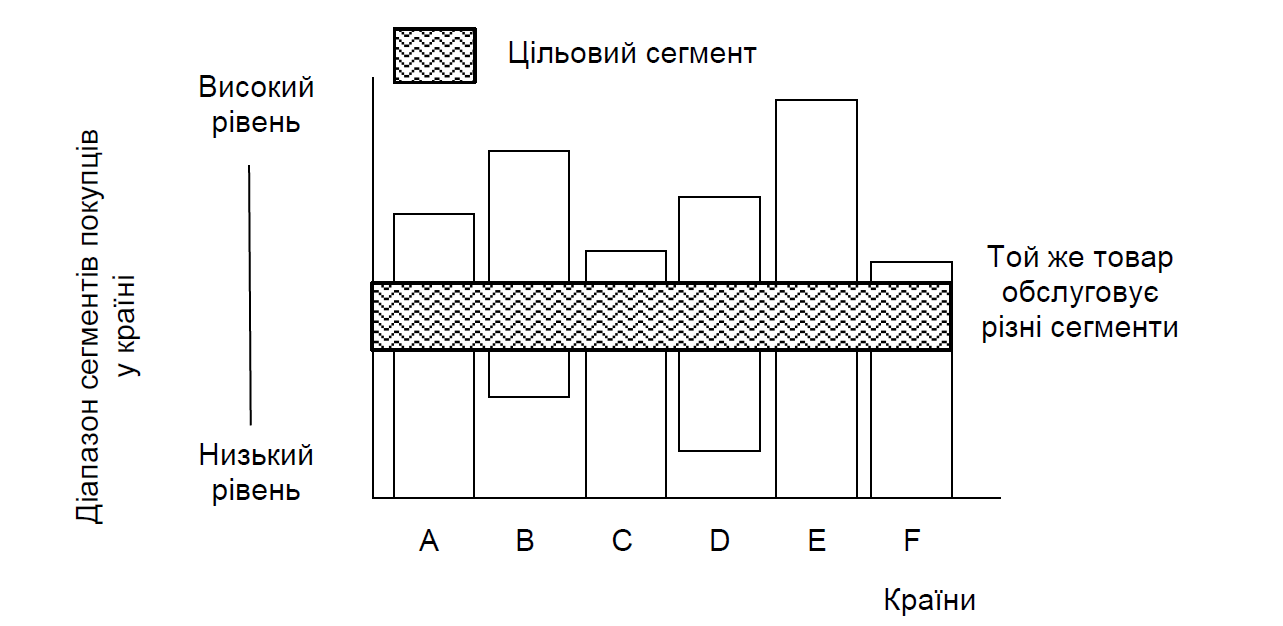 Цільовий сегмент
Високий
рівень
Діапазон сегментів покупців
у країні
Той же товар
обслуговує
різні сегменти
Низький
рівень
A B C D E F
Країни